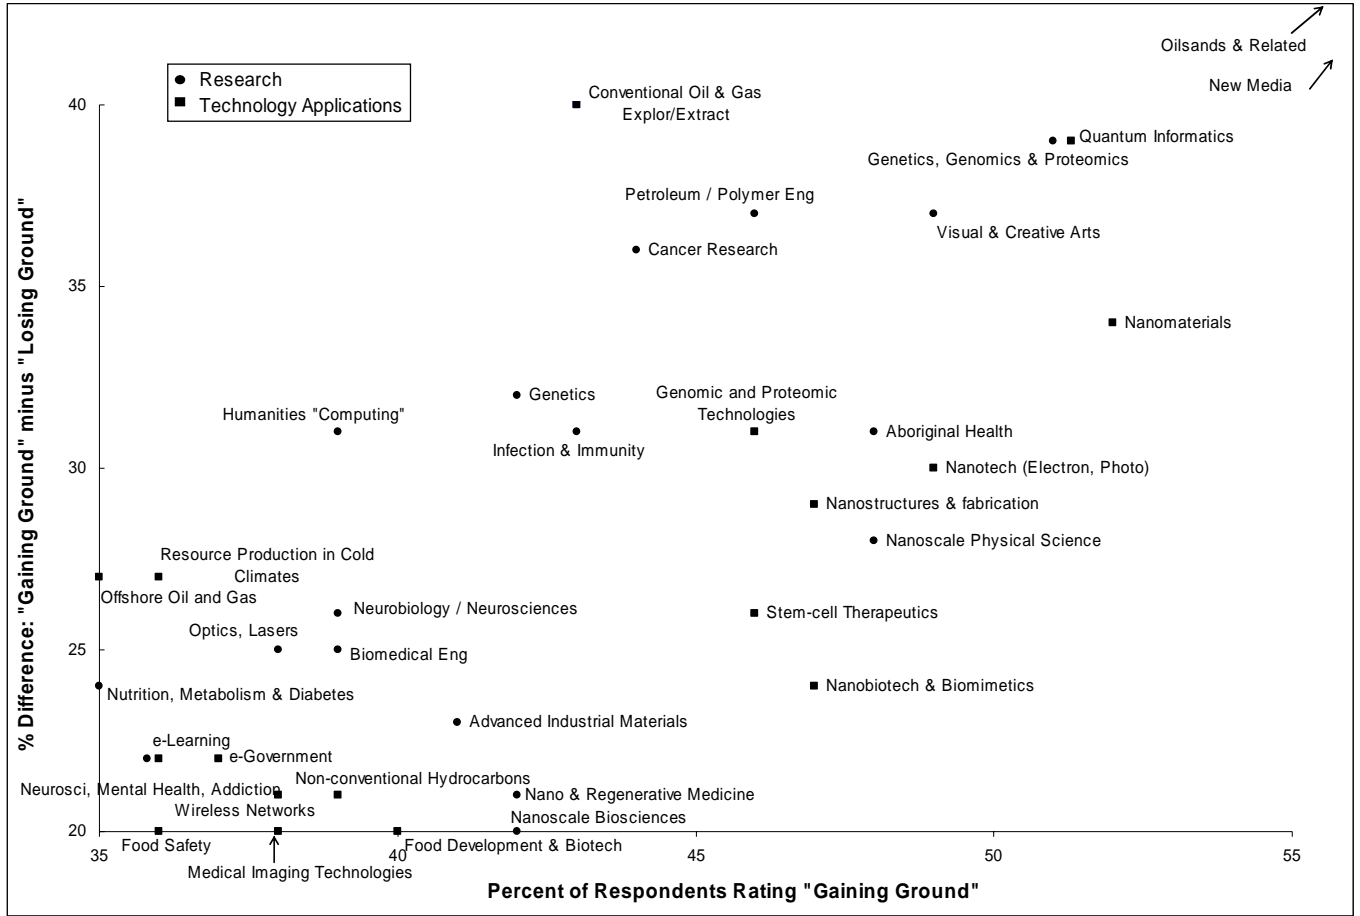 Oilsands & Related
New Media
Research
Technology Applications
40
Conventional Oil & Gas
Explor/Extract
Quantum Informatics
Genetics, Genomics & Proteomics
Petroleum / Polymer Eng
Visual & Creative Arts
Cancer Research
35
Nanomaterials
Genetics
Genomic and Proteomic
Technologies
Humanities "Computing"
Aboriginal Health
Infection & Immunity
30
Nanotech (Electron, Photo)
Nanostructures & fabrication
Nanoscale Physical Science
Resource Production in Cold
Climates
Offshore Oil and Gas
Neurobiology / Neurosciences
Stem-cell Therapeutics
Optics, Lasers
25
Biomedical Eng
Nutrition, Metabolism & Diabetes
Nanobiotech & Biomimetics
Advanced Industrial Materials
e-Learning
e-Government
Non-conventional Hydrocarbons
Neurosci, Mental Health, Addiction
Nano & Regenerative Medicine
Wireless Networks
Nanoscale Biosciences
20
Food Safety
Food Development & Biotech
35
40
45
50
55
Medical Imaging Technologies
Percent of Respondents Rating "Gaining Ground"
% Difference: "Gaining Ground" minus "Losing Ground"